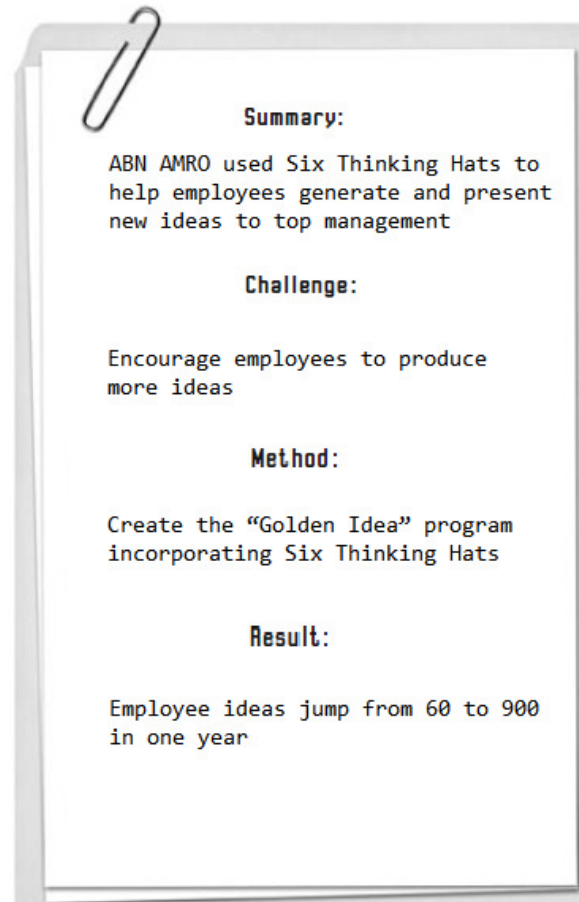 Summary:
ABN AMRO used Six Thinking Hats to
help employees generate and present
new ideas to top management
Challenge:
Encourage employees to produce
more ideas
Method:
Create the “Golden Idea” program
incorporating Six Thinking Hats
Result:
Employee ideas jump from 60 to 900
in one year